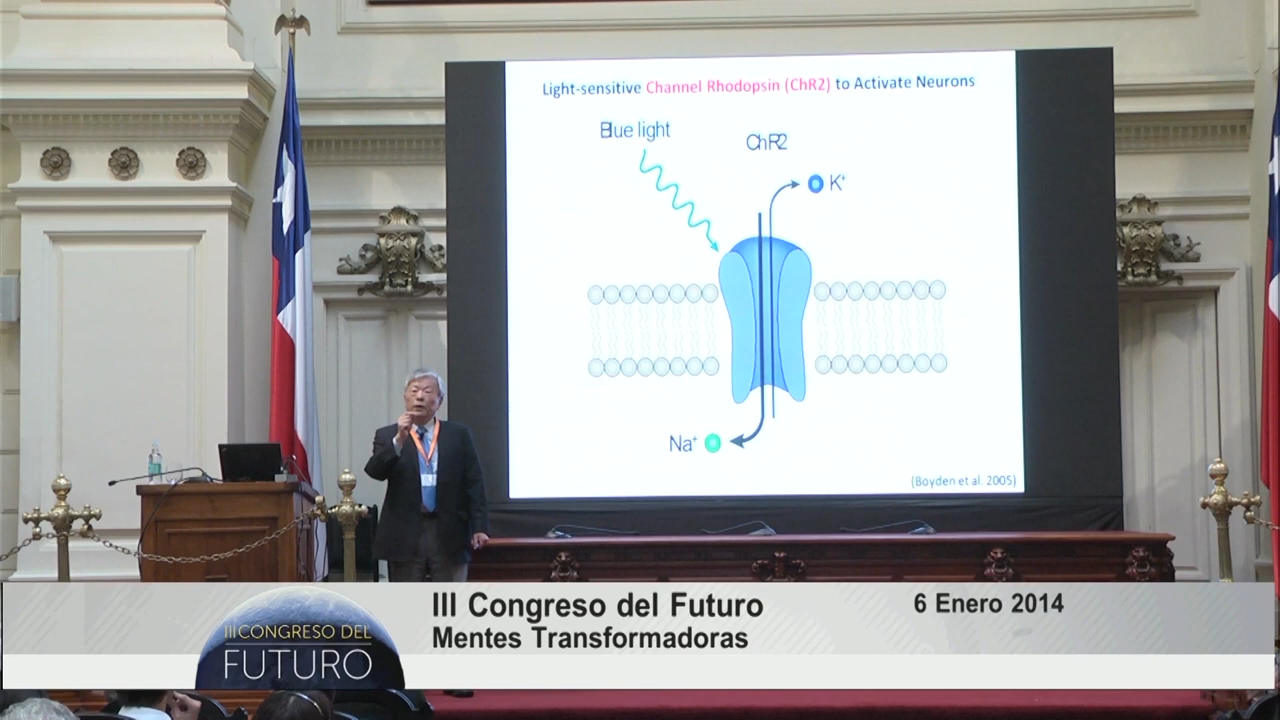 Light-sensitive Channel Rhodopsin (ChR2) to Activate Neurons
Blue light
ChR2
K+
Na+
(Boyden et al. 2005)
III Congreso del Futuro
6 Enero 2014
Mentes Transformadoras
III CONGRESO DEL
FUTURO